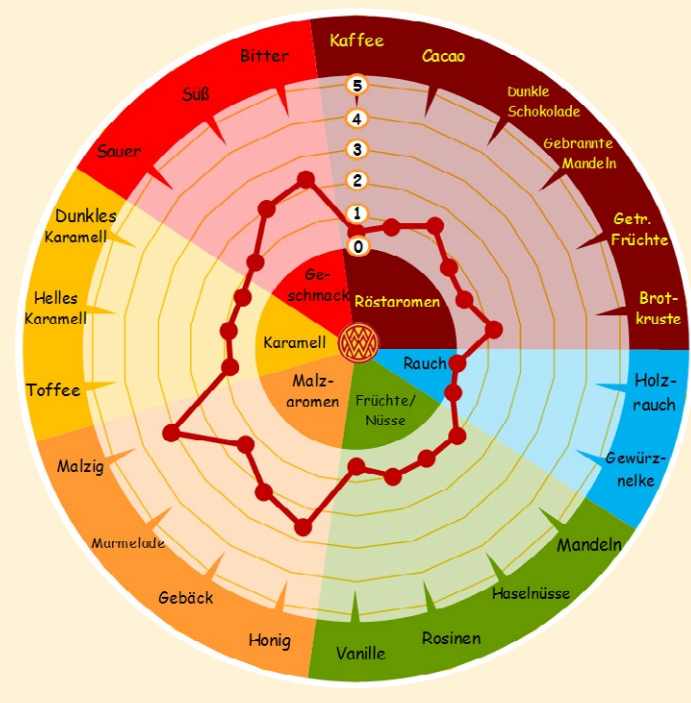 Kaffee
Cacao
Dunkle
Schokolade
Gebrannte
Mandeln
Getr.
Früchte
Brot-
kruste
Holz-
rauch
Gewürz-
nelke
Mandeln
Haselnüsse
Rosinen
Vanille
Honig
Gebäck
Marmelade
Malzig
Toffee
Helles
Karamell
Dunkles
Karamell
Sauer
Süß
Bitter
5
4
3
2
1
0
Ge-
schmack
Röstaromen
Karamell
Rauch
Malz-
aromen
Früchte/
Nüsse